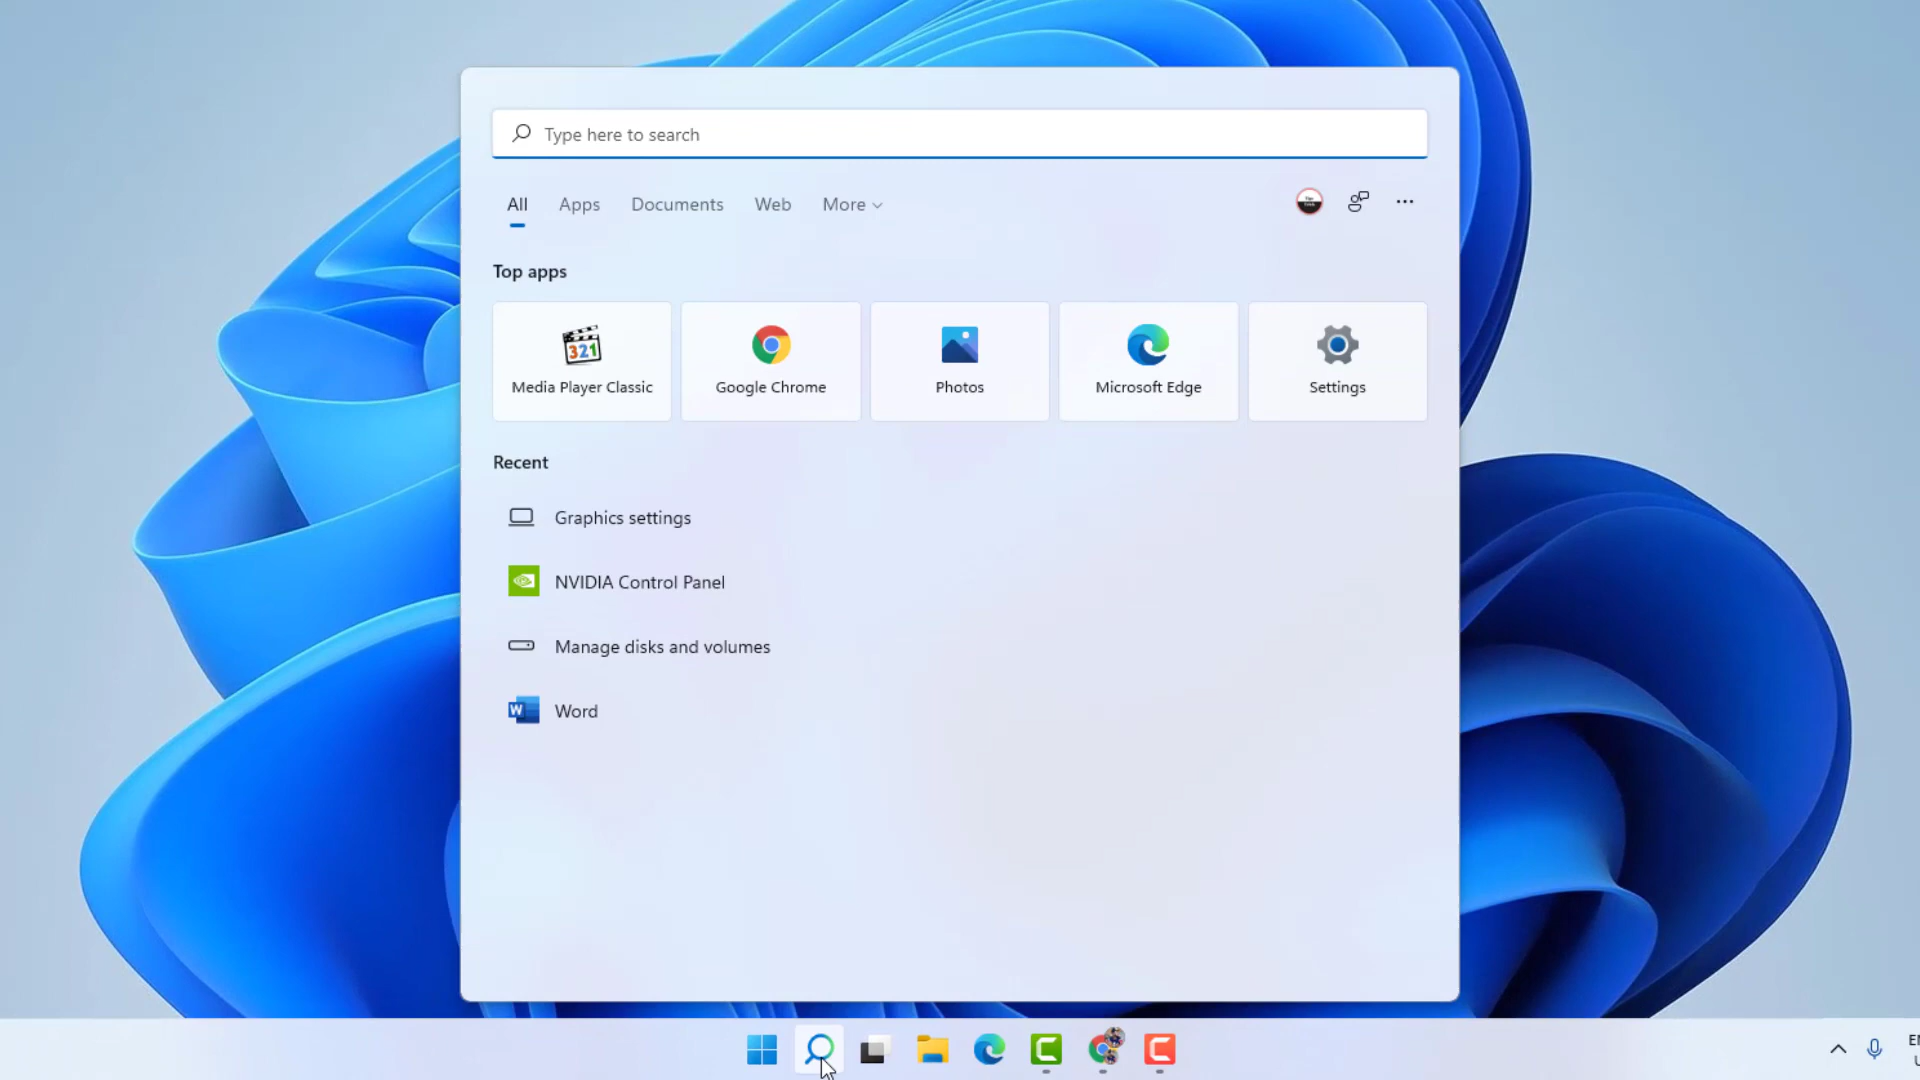 Type here to search
All Apps Documents Web More
Top apps
321
Media Player Classic Google Chrome Photos Microsoft Edge Settings
Recent
Graphics settings
NVIDIA Control Panel
Manage disks and volumes
W Word